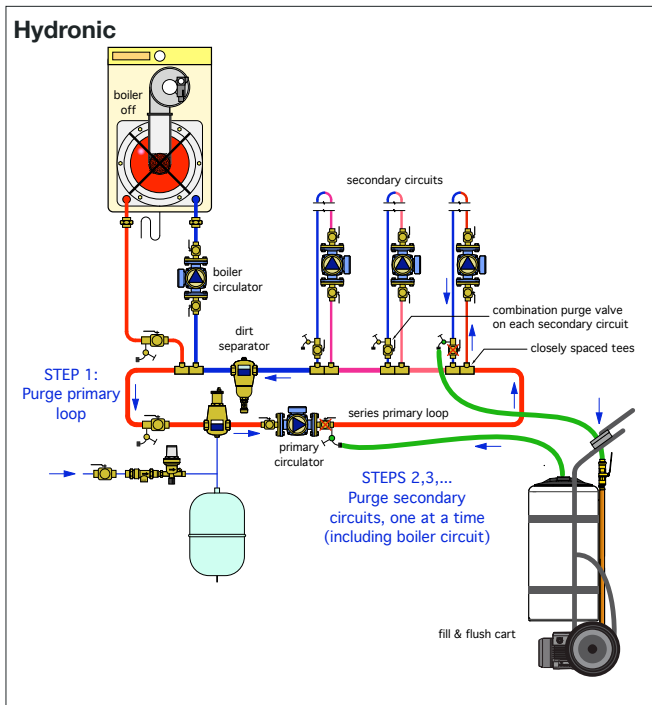 Hydronic
boiler
off
secondary circuits
boiler
circulator
combination purge valve
on each secondary circuit
dirt
separator
closely spaced tees
STEP 1:
Purge primary
loop
series primary loop
primary
circulator
STEPS 2,3,...
Purge secondary
circuits, one at a time
(including boiler circuit)
fill & flush cart